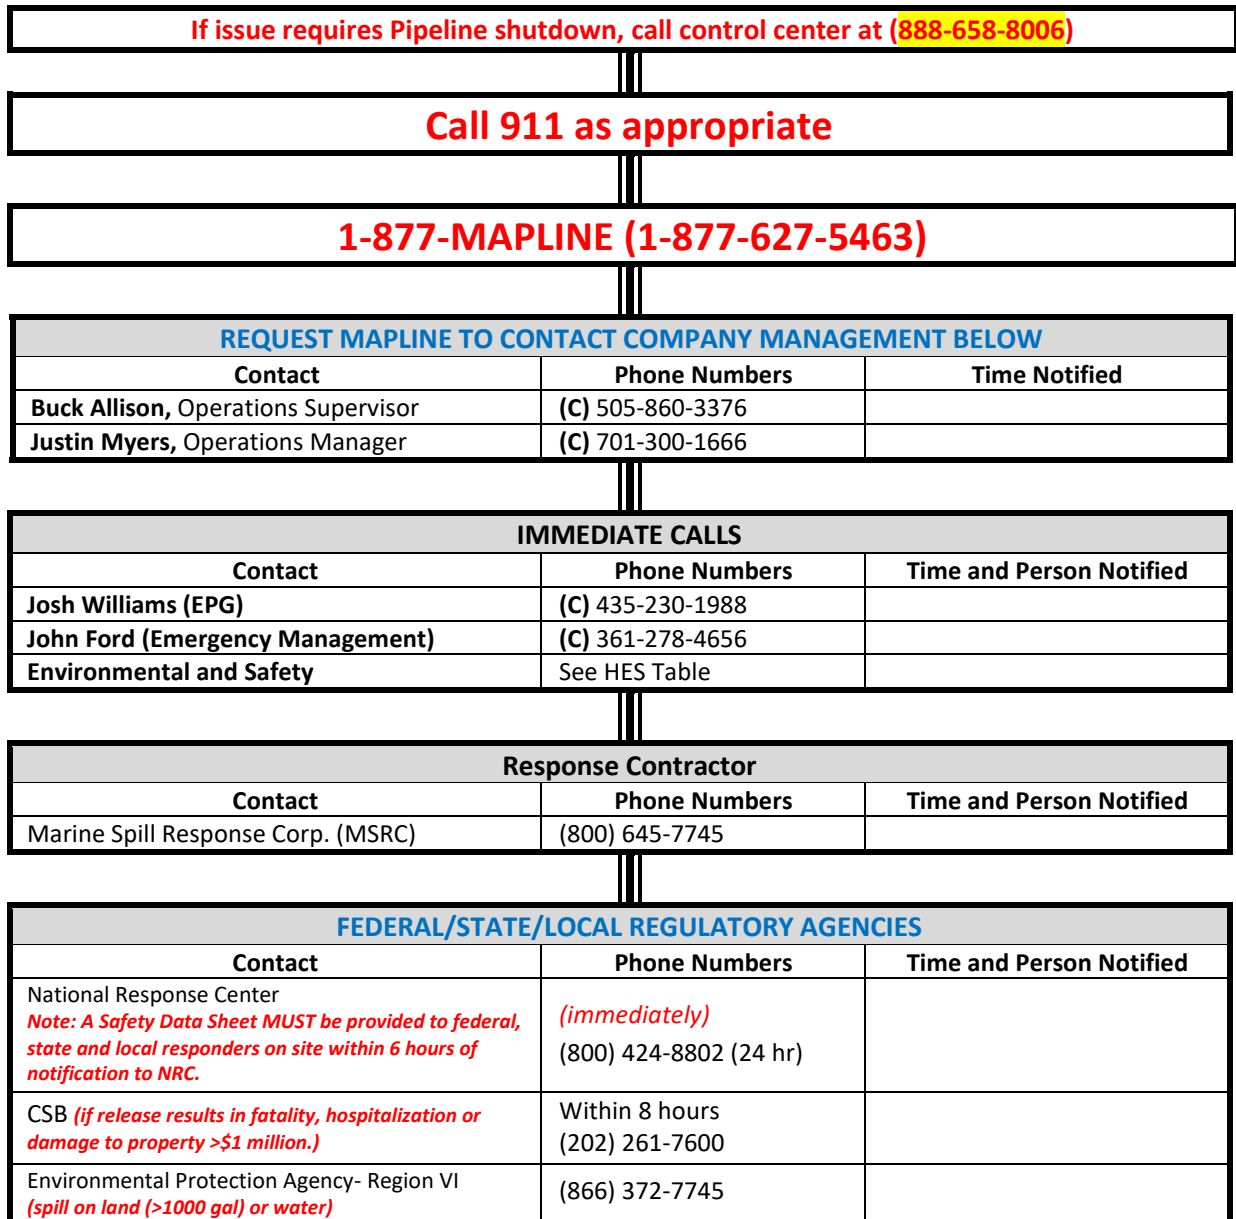 If issue requires Pipeline shutdown, call control center at (888-658-8006)
Call 911 as appropriate
1-877-MAPLINE (1-877-627-5463)
REQUEST MAPLINE TO CONTACT COMPANY MANAGEMENT BELOW
Contact Phone Numbers Time Notified
Buck Allison, Operations Supervisor (C) 505-860-3376
Justin Myers, Operations Manager (C) 701-300-1666
IMMEDIATE CALLS
Contact Phone Numbers Time and Person Notified
Josh Williams (EPG) (C) 435-230-1988
John Ford (Emergency Management) (C) 361-278-4656
Environmental and Safety See HES Table
Response Contractor
Contact Phone Numbers Time and Person Notified
Marine Spill Response Corp. (MSRC) (800) 645-7745
FEDERAL/STATE/LOCAL REGULATORY AGENCIES
Contact Phone Numbers Time and Person Notified
National Response Center
Note: A Safety Data Sheet MUST be provided to federal,
state and local responders on site within 6 hours of
notification to NRC.
(immediately)
(800) 424-8802 (24 hr)
CSB (if release results in fatality, hospitalization or
damage to property >$1 million.)
Within 8 hours
(202) 261-7600
Environmental Protection Agency- Region VI
(spill on land (>1000 gal) or water)
(866) 372-7745